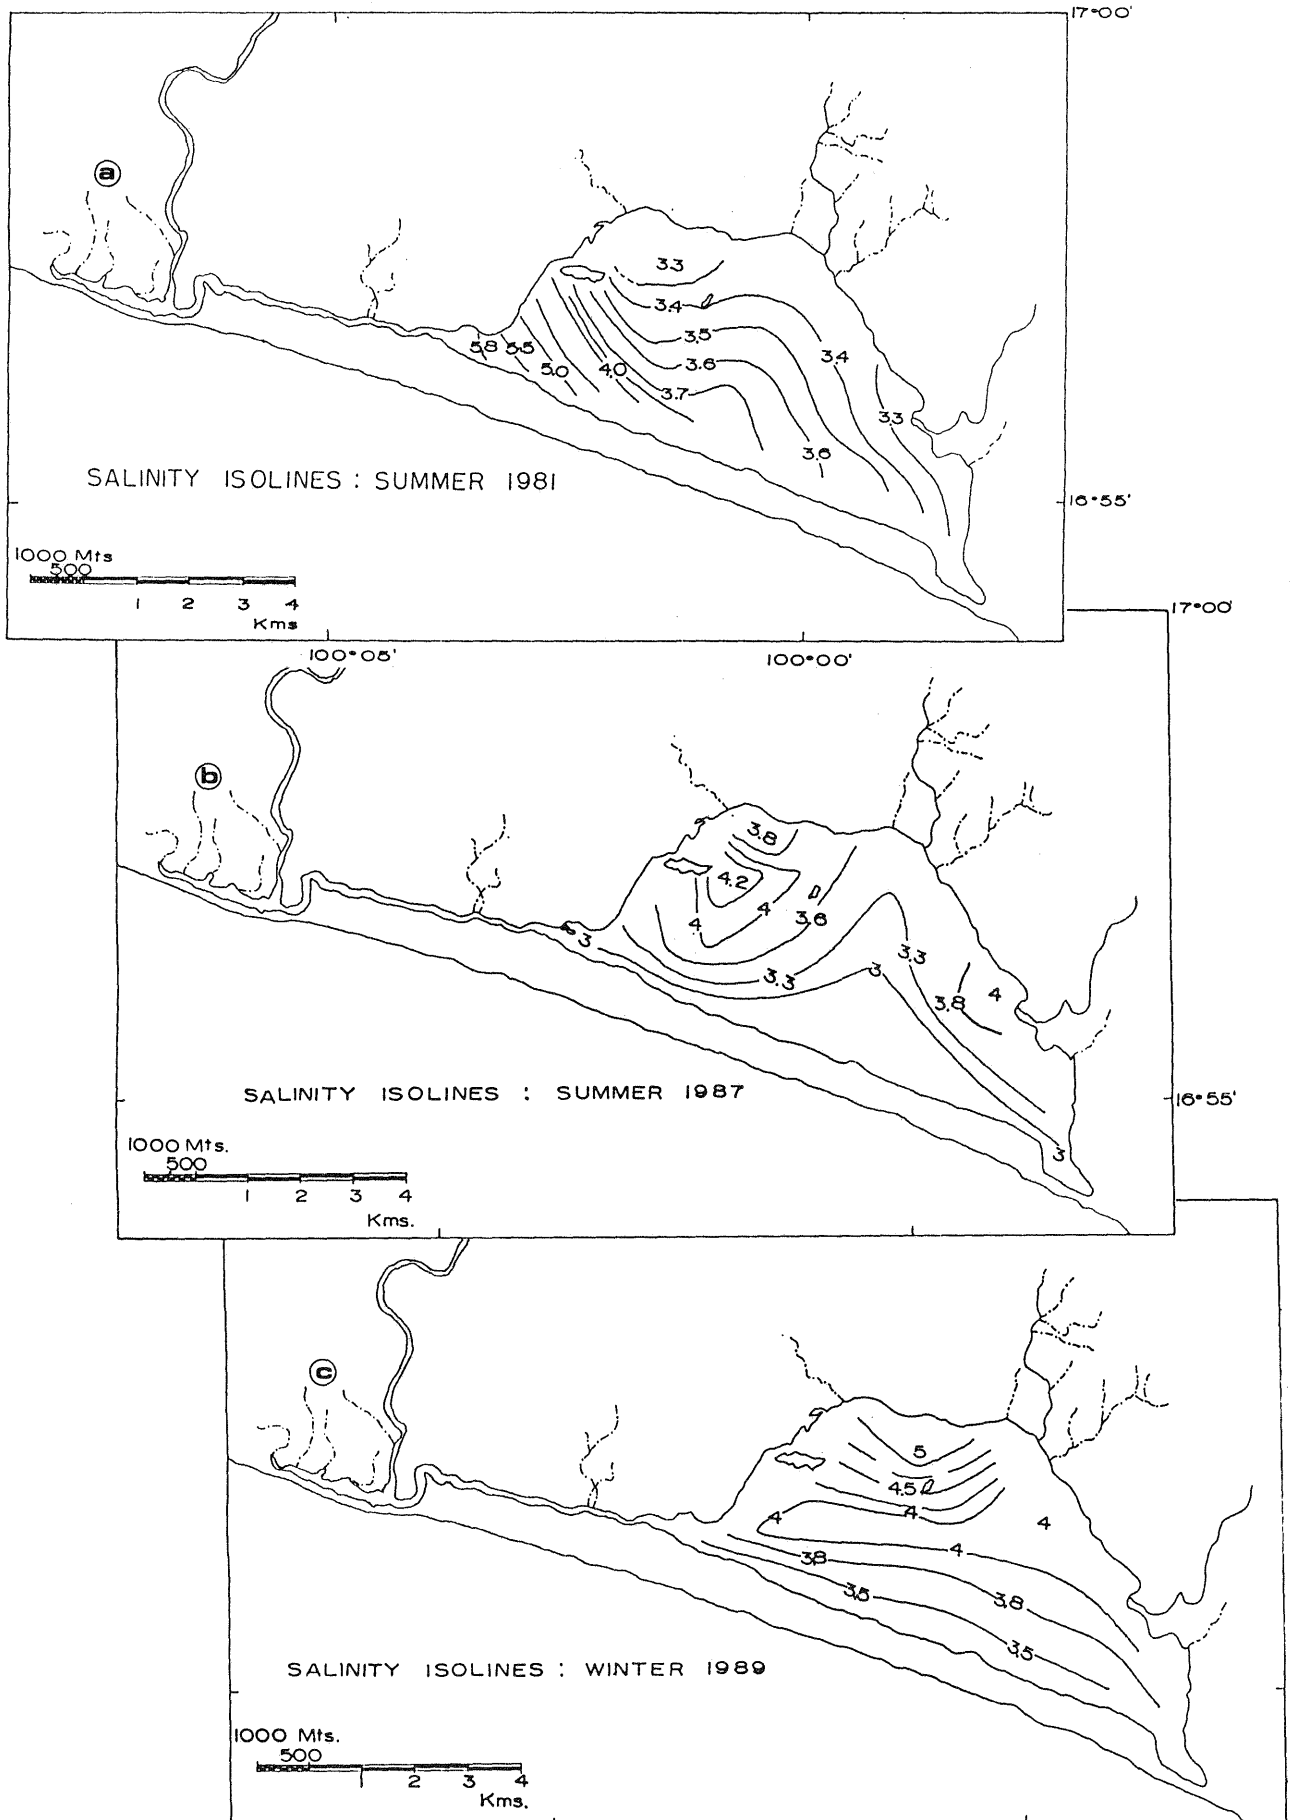 17°00'
a
3.3
3.4
3.5
3.4
5.8 5.5
3.6
5.0 4.0
3.7
3.3
3.6
SALINITY ISOLINES : SUMMER 1981
16°55'
1000 Mts
500
1 2 3 4
Kms
17°00'
100°05' 100°00'
b
3.8
4.2
4
3.6
4
3
3.3
3.3
3
4
3.8
SALINITY ISOLINES : SUMMER 1987
16°55'
1000 Mts.
500
3
1 2 3 4
Kms.
c
5
4.5
4
4
4
4
3.8
3.5
3.8
3.5
SALINITY ISOLINES : WINTER 1989
1000 Mts.
500
1 2 3 4
Kms.